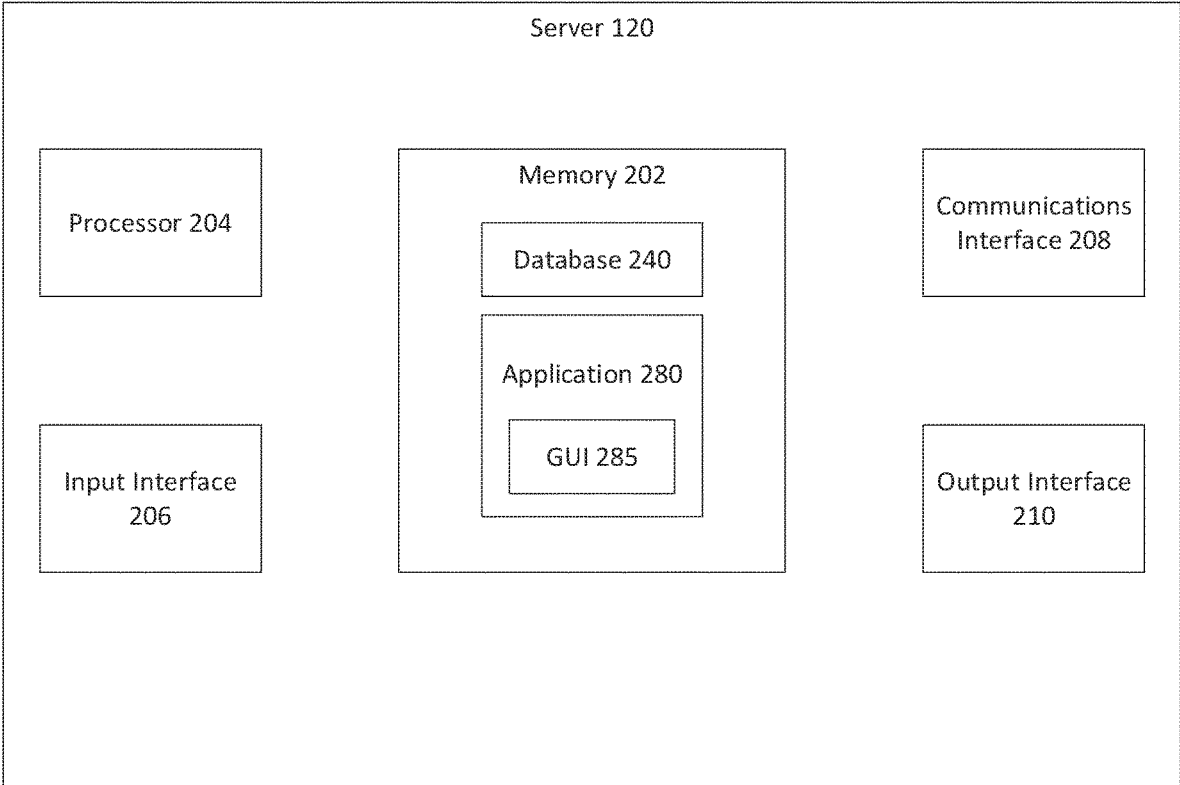 Server 120
Processor 204
Memory 202
Database 240
Application 280
GUI 285
Communications
Interface 208
Input Interface
206
Output Interface
210